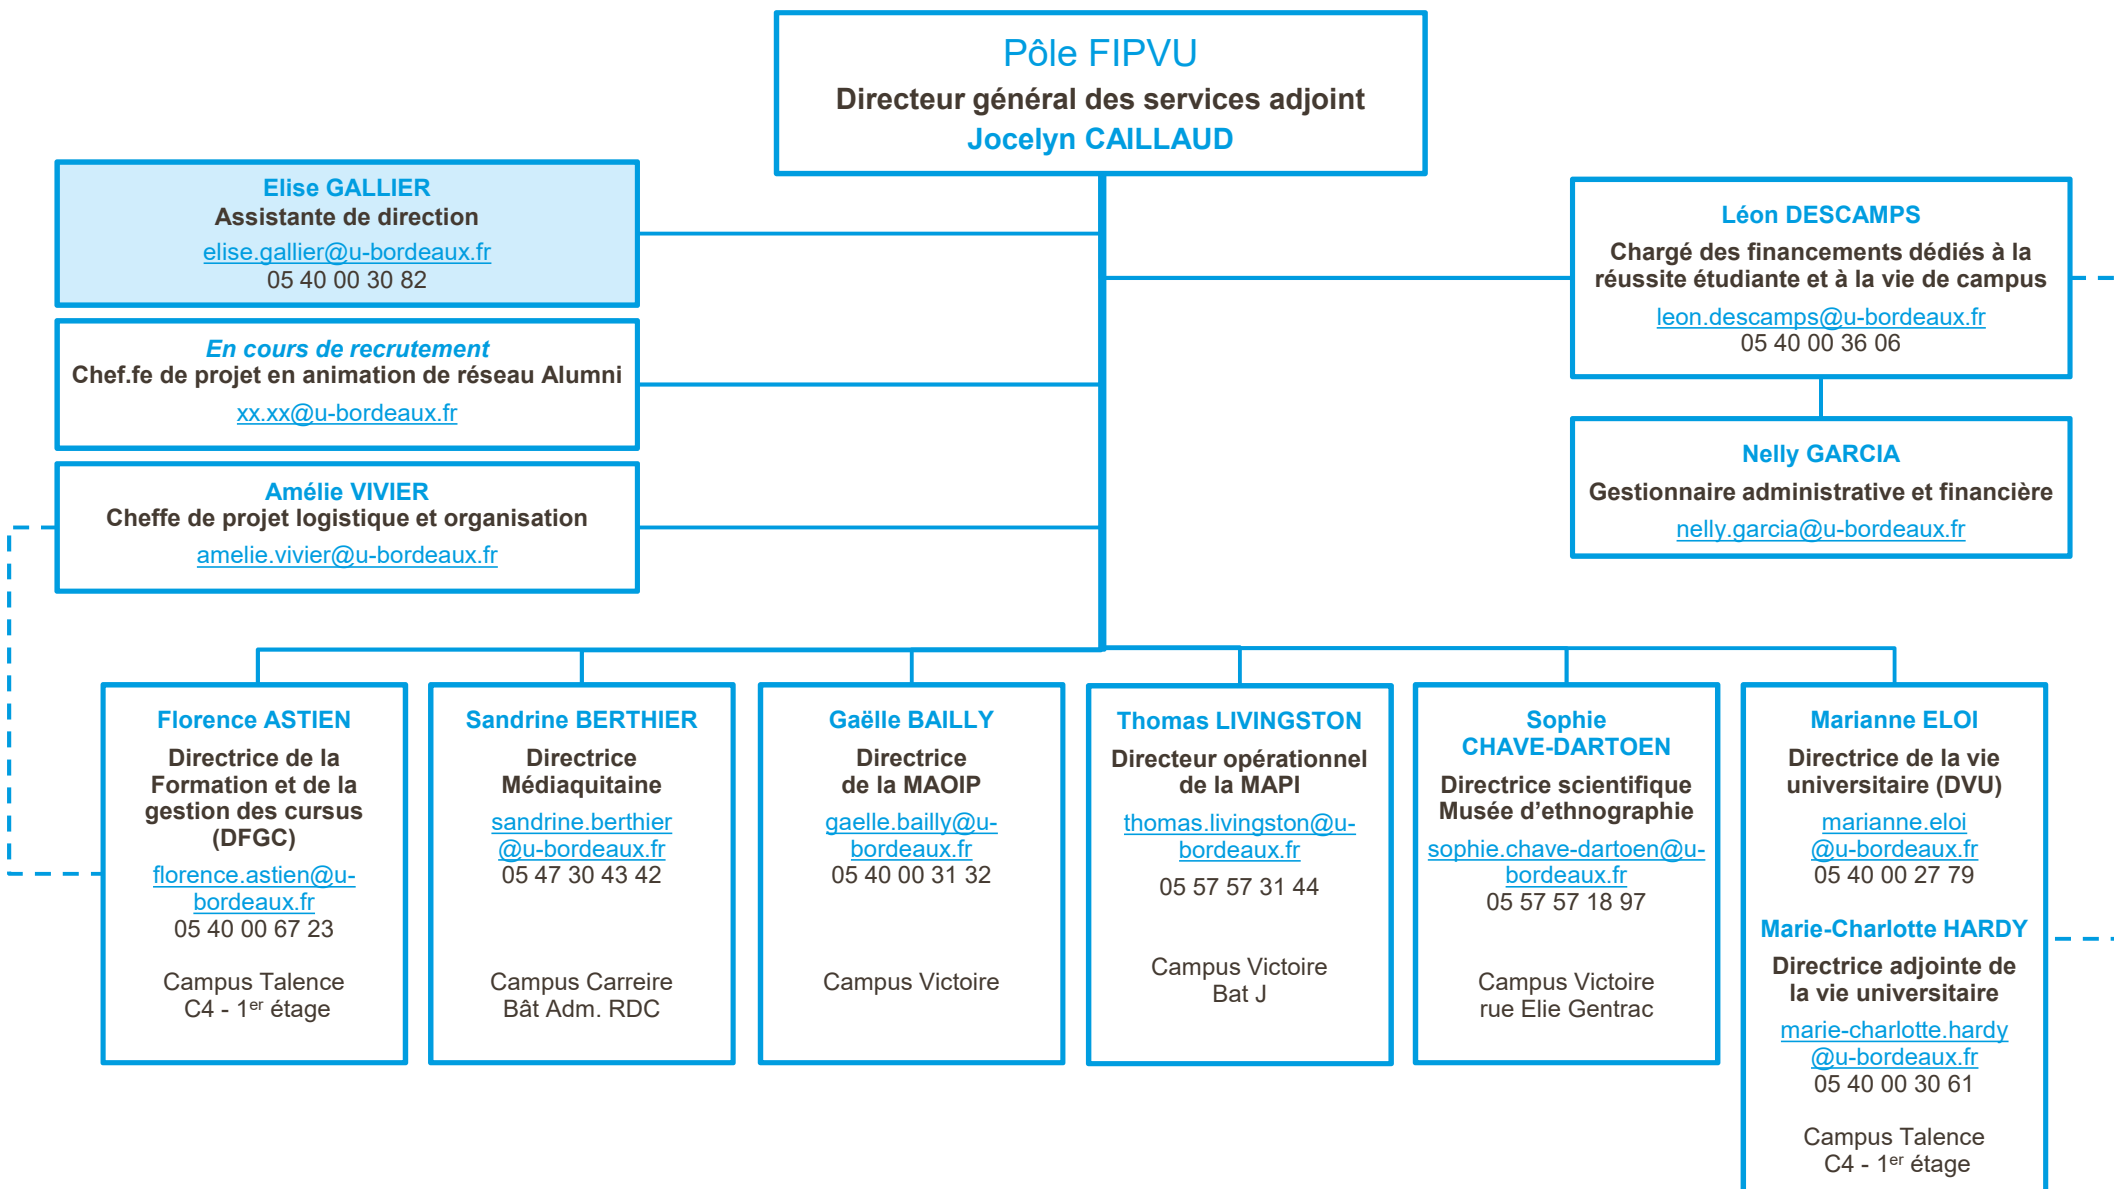 Pôle FIPVU
Directeur général des services adjoint
Jocelyn CAILLAUD
Elise GALLIER
Assistante de direction
elise.gallier@u-bordeaux.fr
05 40 00 30 82
En cours de recrutement
Chef.fe de projet en animation de réseau Alumni
xx.xx@u-bordeaux.fr
Amélie VIVIER
Cheffe de projet logistique et organisation
amelie.vivier@u-bordeaux.fr
Léon DESCAMPS
Chargé des financements dédiés à la
réussite étudiante et à la vie de campus
leon.descamps@u-bordeaux.fr
05 40 00 36 06
Nelly GARCIA
Gestionnaire administrative et financière
nelly.garcia@u-bordeaux.fr
Florence ASTIEN
Directrice de la
Formation et de la
gestion des cursus
(DFGC)
florence.astien@u-
bordeaux.fr
05 40 00 67 23
Campus Talence
C4 - 1er étage
Sandrine BERTHIER
Directrice
Médiaquitaine
sandrine.berthier
@u-bordeaux.fr
05 47 30 43 42
Campus Carreire
Bât Adm. RDC
Gaëlle BAILLY
Directrice
de la MAOIP
gaelle.bailly@u-
bordeaux.fr
05 40 00 31 32
Campus Victoire
Thomas LIVINGSTON
Directeur opérationnel
de la MAPI
thomas.livingston@u-
bordeaux.fr
05 57 57 31 44
Campus Victoire
Bat J
Sophie
CHAVE-DARTOEN
Directrice scientifique
Musée d’ethnographie
sophie.chave-dartoen@u-
bordeaux.fr
05 57 57 18 97
Campus Victoire
rue Elie Gentrac
Marianne ELOI
Directrice de la vie
universitaire (DVU)
marianne.eloi
@u-bordeaux.fr
05 40 00 27 79
Marie-Charlotte HARDY
Directrice adjointe de
la vie universitaire
marie-charlotte.hardy
@u-bordeaux.fr
05 40 00 30 61
Campus Talence
C4 - 1er étage